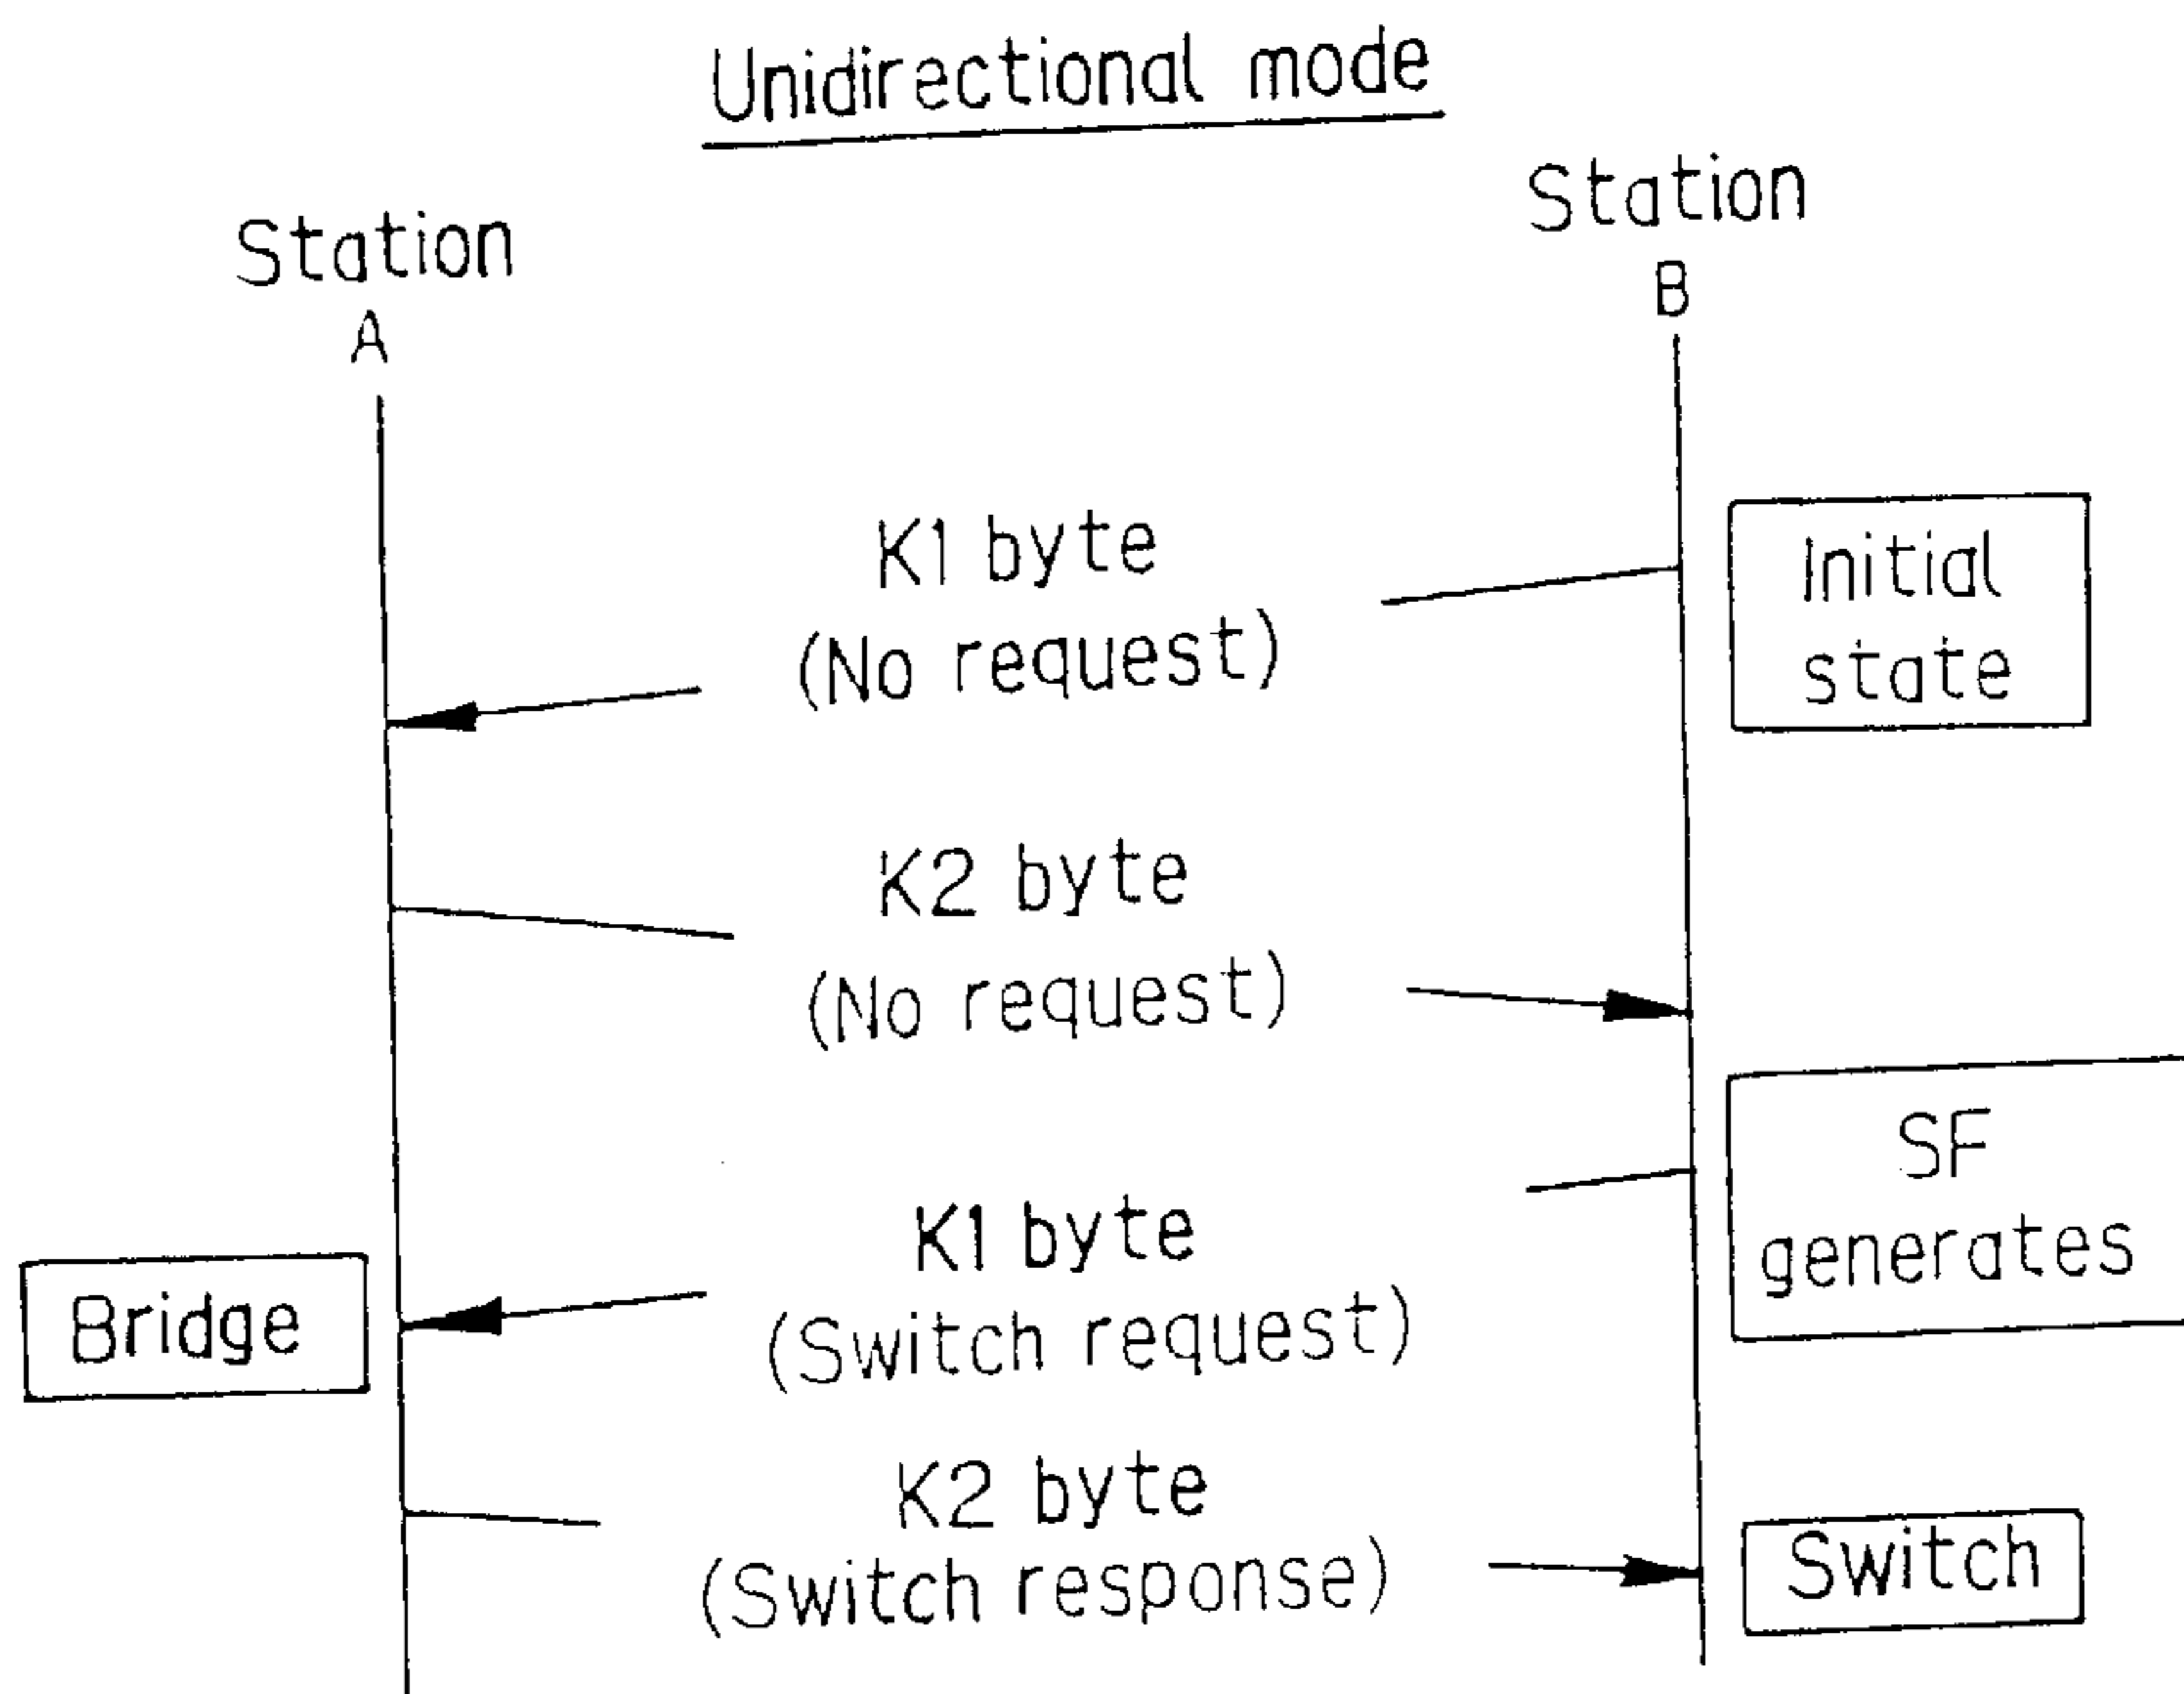 Unidirectional mode
Station
A
Station
B
K1 byte
(No request)
Initial
state
K2 byte
(No request)
SF
generates
K1 byte
(Switch request)
Bridge
K2 byte
(Switch response)
Switch